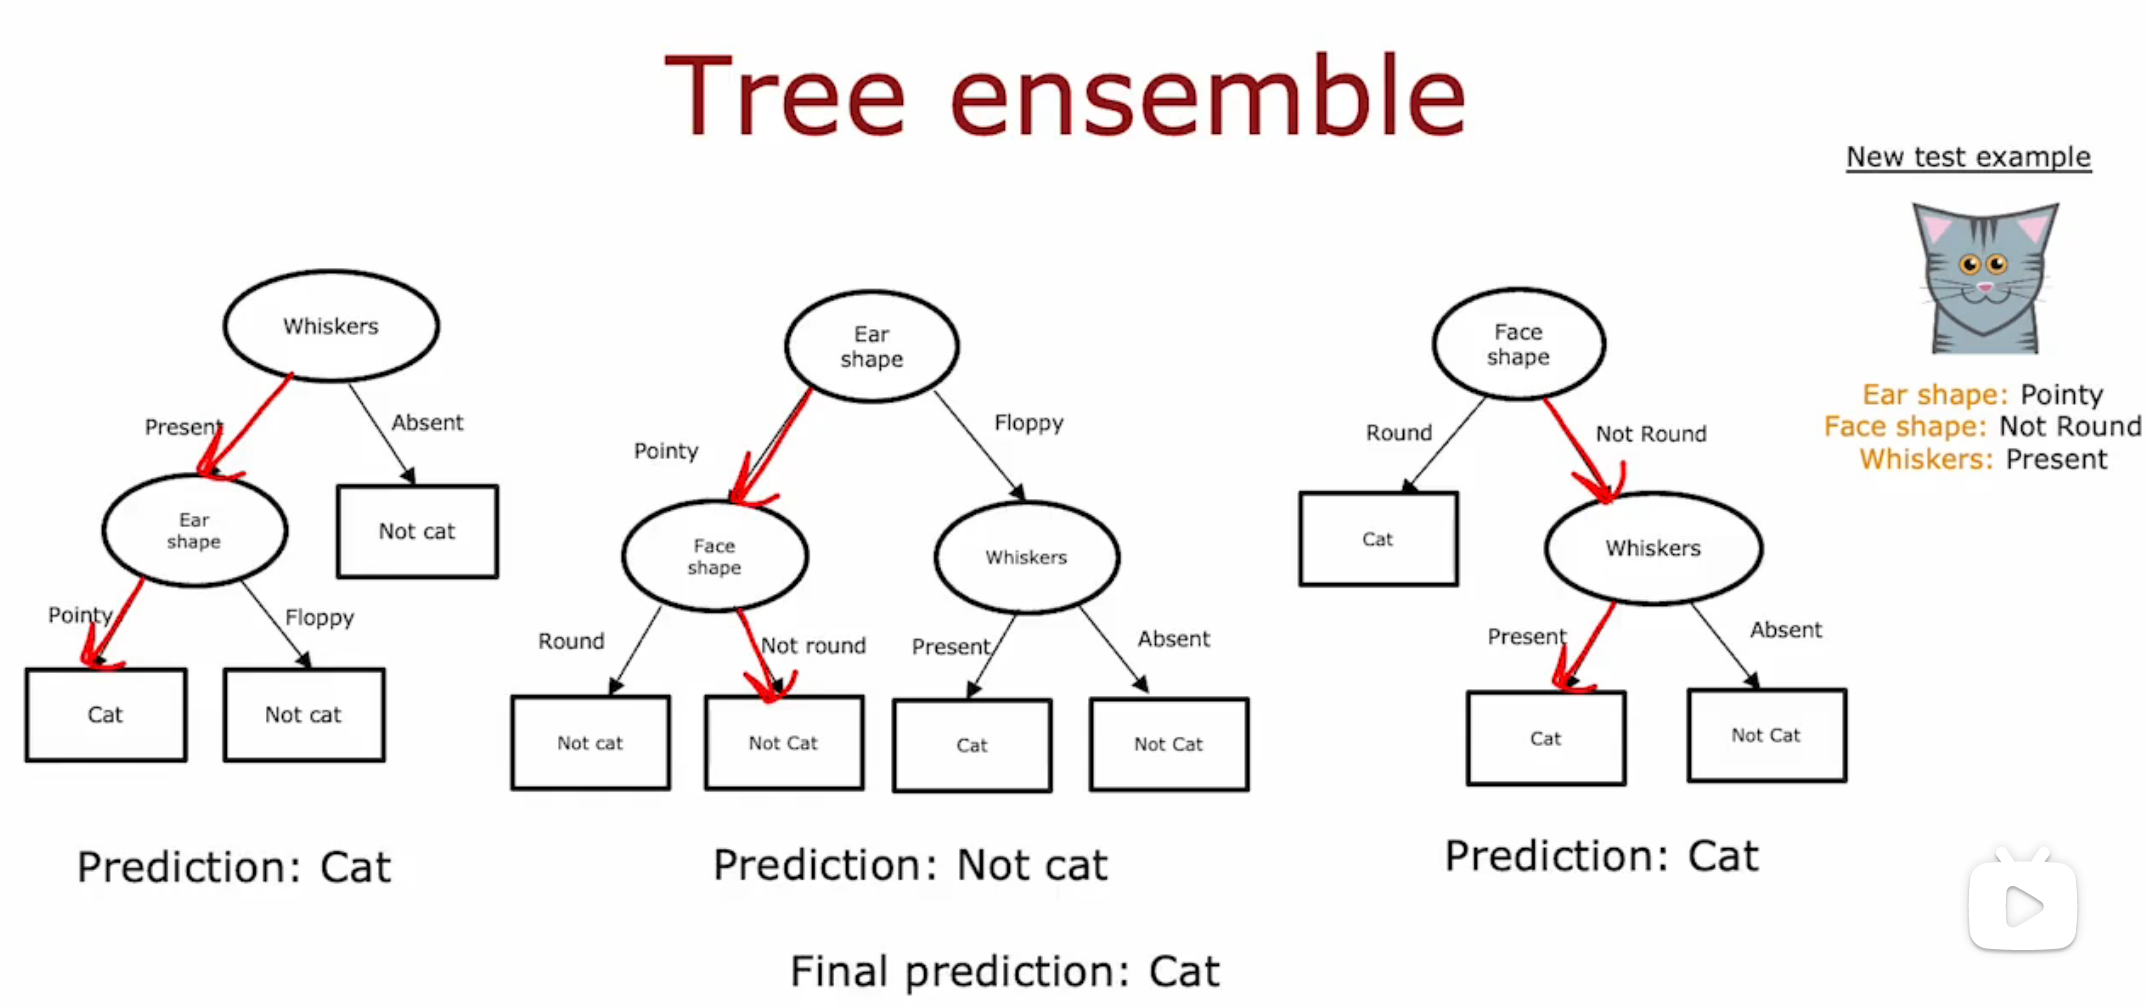 Tree ensemble
New test example
Ear shape: Pointy
Face shape: Not Round
Whiskers: Present
Whiskers
Present
Absent
Ear
shape
Not cat
Pointy
Floppy
Cat
Not cat
Prediction: Cat
Ear
shape
Pointy
Floppy
Face
shape
Whiskers
Round
Not round
Present
Absent
Not cat
Not Cat
Cat
Not Cat
Prediction: Not cat
Face
shape
Round
Not Round
Cat
Whiskers
Present
Absent
Cat
Not Cat
Prediction: Cat
Final prediction: Cat